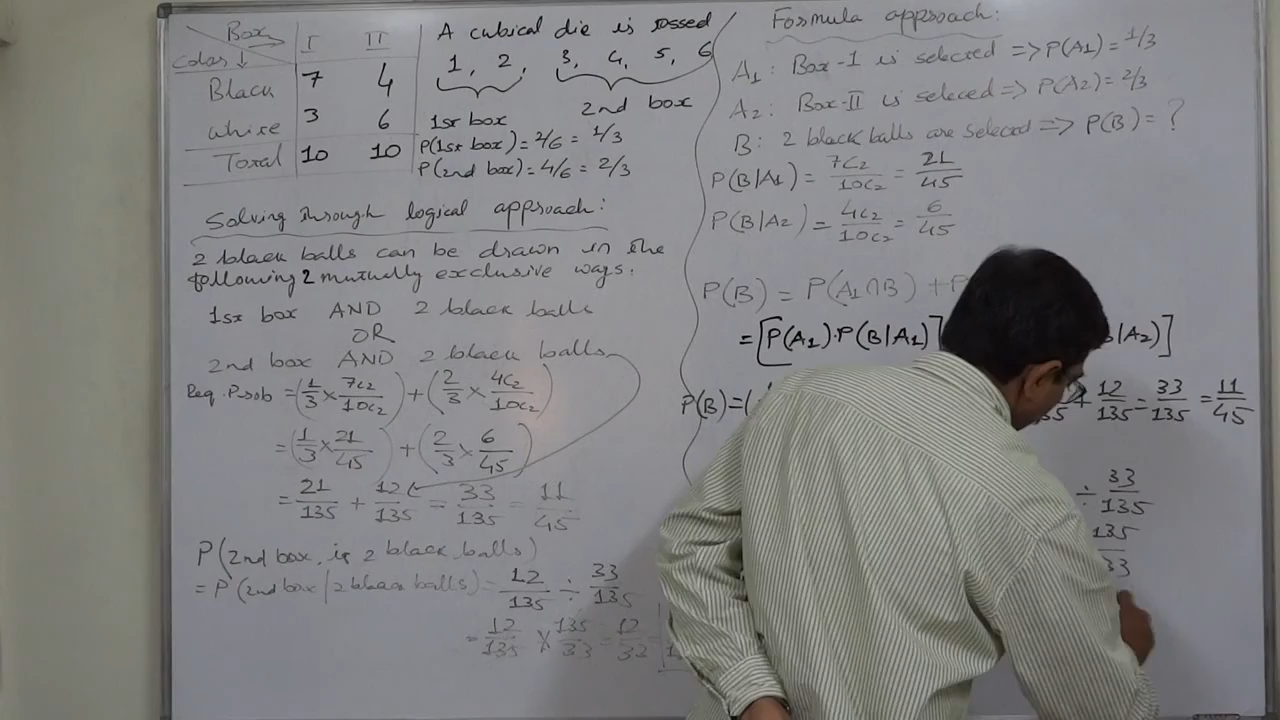 Box I II
Color ↓
Black 7 4
White 3 6
Total 10 10
A cubical die is tossed
1, 2, 3, 4, 5, 6
1st box 2nd box
P(1st box) = 2/6 = 1/3
P(2nd box) = 4/6 = 2/3
Solving through logical approach:
2 black balls can be drawn in the
following 2 mutually exclusive ways.
1st box AND 2 black balls
OR
2nd box AND 2 black balls
Req. Prob = (1/3 × 7C2/10C2) + (2/3 × 4C2/10C2)
= (1/3 × 21/45) + (2/3 × 6/45)
= 21/135 + 12/135 = 33/135 = 11/45
P(2nd box, if 2 black balls)
= P(2nd box | 2 black balls) = 12/135 ÷ 33/135
= 12/135 × 135/33 = 12/33 =
Formula approach:
A1: Box-I is selected => P(A1) = 1/3
A2: Box-II is seleced => P(A2) = 2/3
B: 2 black balls are selected => P(B) = ?
P(B|A1) = 7C2/10C2 = 21/45
P(B|A2) = 4C2/10C2 = 6/45
P(B) = P(A1∩B) + P
= [P(A1).P(B|A1)] B|A2)]
P(B) = ( + 12/135 = 33/135 = 11/45
÷ 33/135
135
33